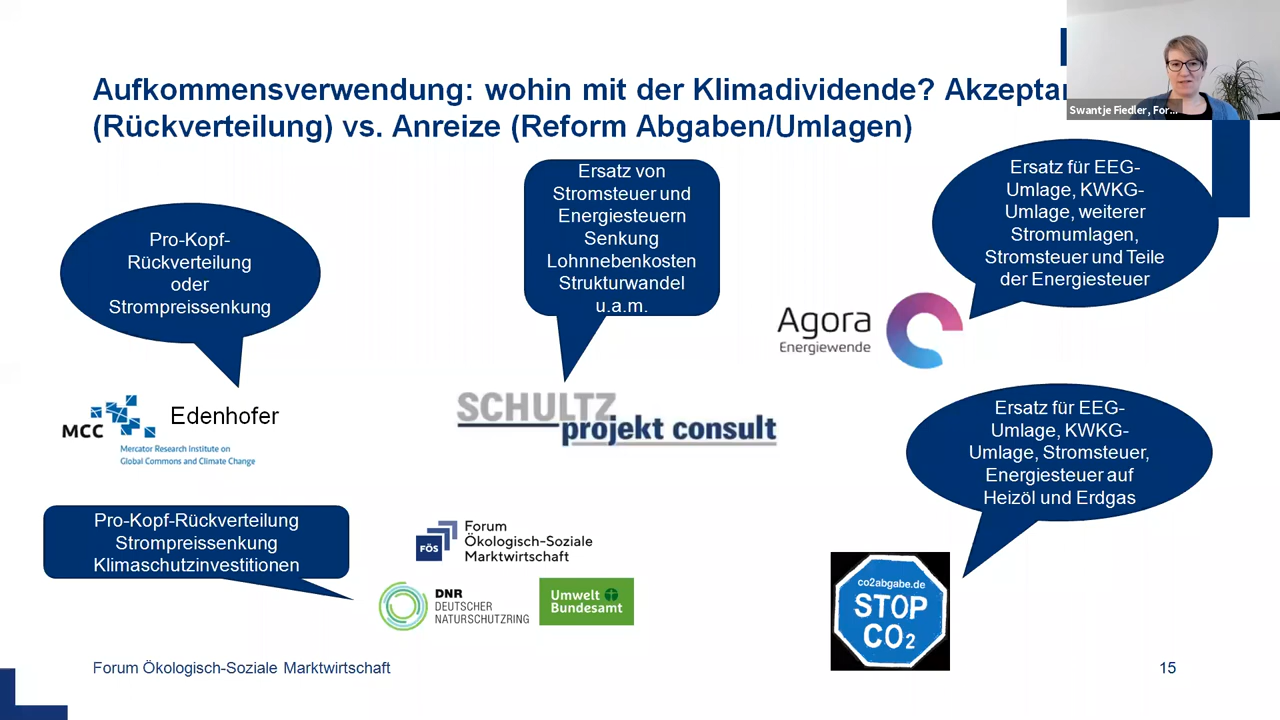 Aufkommensverwendung: wohin mit der Klimadividende?
(Rückverteilung) vs. Anreize (Reform Abgaben/Umlagen)
Swantje Fiedler, For...
Pro-Kopf-
Rückverteilung
oder
Strompreissenkung
Ersatz von
Stromsteuer und
Energiesteuern
Senkung
Lohnnebenkosten
Strukturwandel
u.a.m.
Ersatz für EEG-
Umlage, KWKG-
Umlage, weiterer
Stromumlagen,
Stromsteuer und Teile
der Energiesteuer
Agora
Energiewende
MCC
Edenhofer
Mercator Research Institute on
Global Commons and Climate Change
SCHULTZ
projekt consult
Ersatz für EEG-
Umlage, KWKG-
Umlage, Stromsteuer,
Energiesteuer auf
Heizöl und Erdgas
Pro-Kopf-Rückverteilung
Strompreissenkung
Klimaschutzinvestitionen
FÖS
Forum
Ökologisch-Soziale
Marktwirtschaft
DNR
DEUTSCHER
NATURSCHUTZRING
Umwelt
Bundesamt
co2abgabe.de
STOP
CO2
Forum Ökologisch-Soziale Marktwirtschaft
15